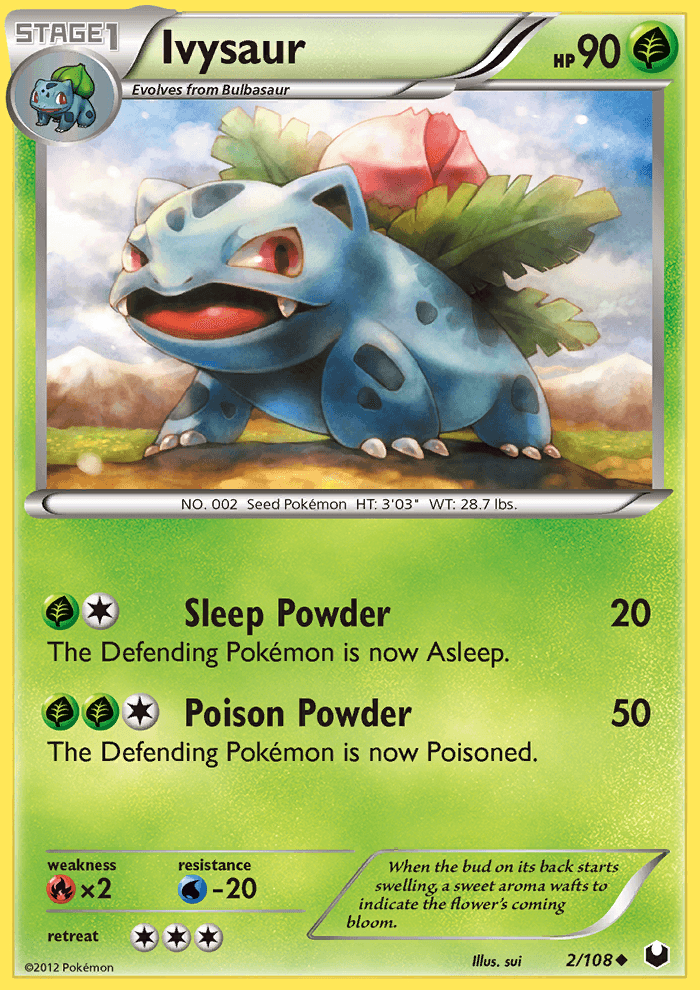 STAGE1
Ivysaur
HP 90
Evolves from Bulbasaur
NO. 002 Seed Pokémon HT: 3'03" WT: 28.7 lbs.
Sleep Powder 20
The Defending Pokémon is now Asleep.
Poison Powder 50
The Defending Pokémon is now Poisoned.
weakness resistance
×2 -20
retreat
When the bud on its back starts
swelling, a sweet aroma wafts to
indicate the flower's coming
bloom.
©2012 Pokémon
Illus. sui 2/108